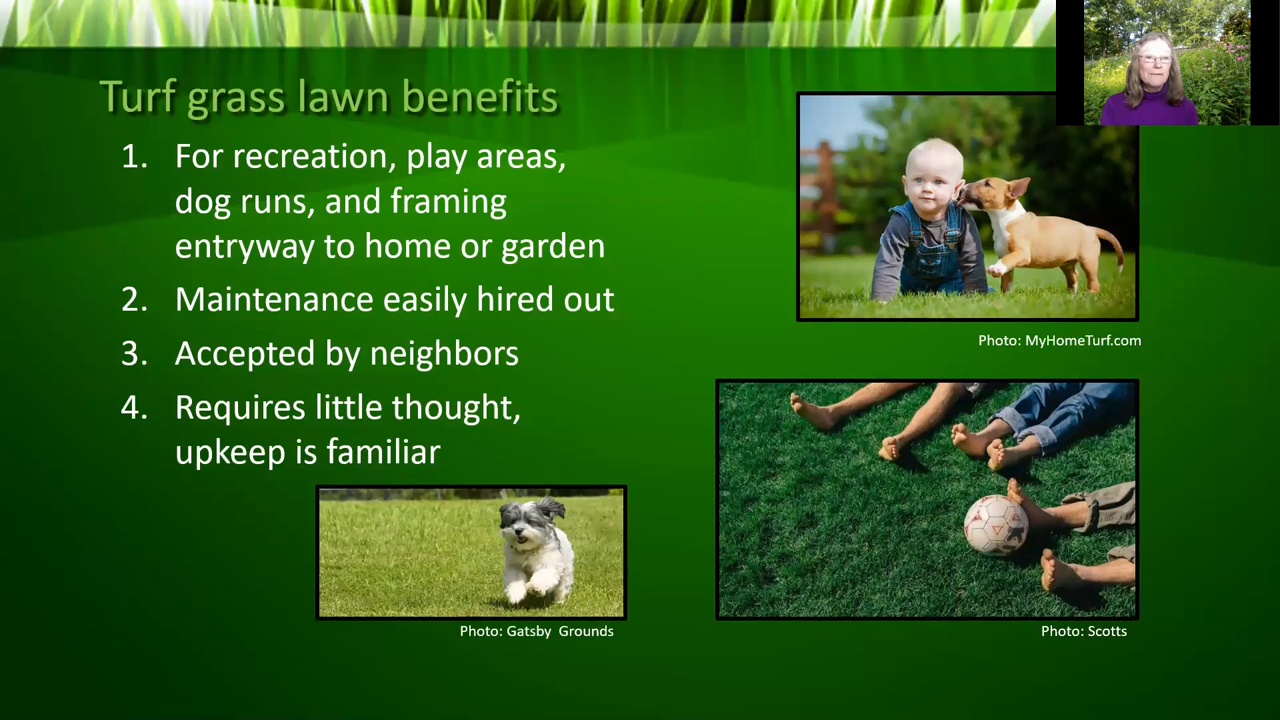 Turf grass lawn benefits
1. For recreation, play areas,
dog runs, and framing
entryway to home or garden
2. Maintenance easily hired out
3. Accepted by neighbors
4. Requires little thought,
upkeep is familiar
Photo: MyHomeTurf.com
Photo: Gatsby Grounds
Photo: Scotts